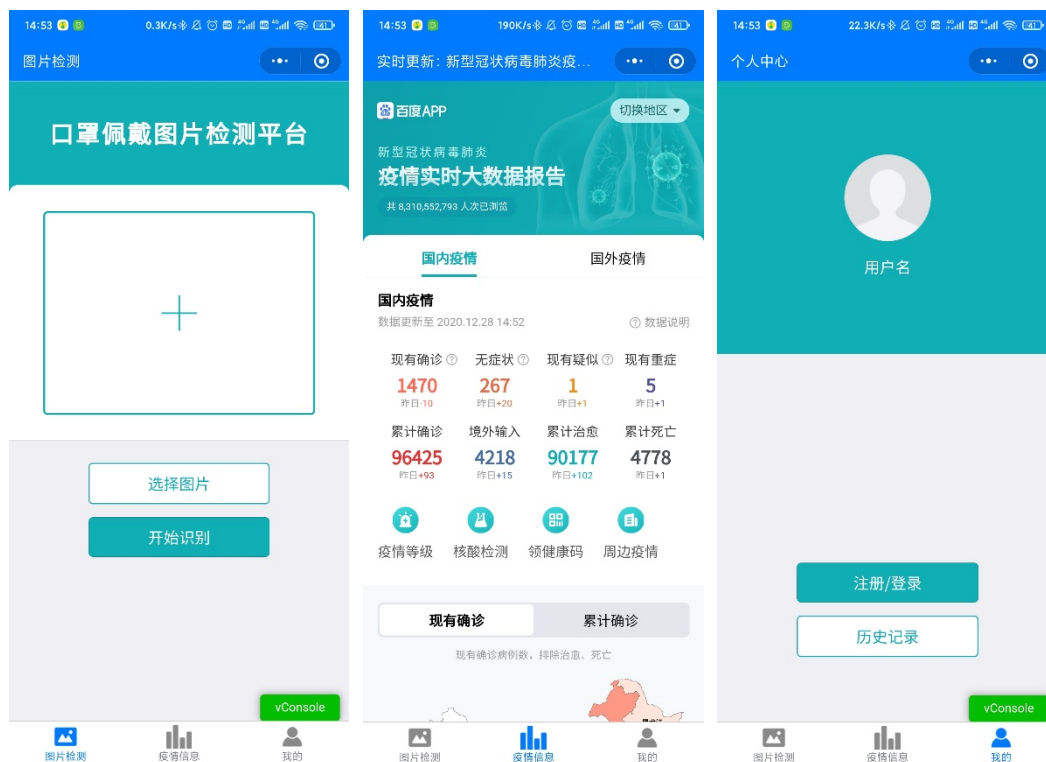 14:53 0.3K/s 41
图片检测
口罩佩戴图片检测平台
选择图片
开始识别
vConsole
图片检测 疫情信息 我的
14:53 190K/s 41
实时更新：新型冠状病毒肺炎疫...
百度APP 切换地区
新型冠状病毒肺炎
疫情实时大数据报告
共 8,310,552,793 人次已浏览
国内疫情 国外疫情
国内疫情
数据更新至 2020.12.28 14:52 数据说明
现有确诊 无症状 现有疑似 现有重症
1470 267 1 5
昨日-10 昨日+20 昨日+1 昨日+1
累计确诊 境外输入 累计治愈 累计死亡
96425 4218 90177 4778
昨日+93 昨日+15 昨日+102 昨日+1
疫情等级 核酸检测 领健康码 周边疫情
现有确诊 累计确诊
现有确诊病例数，排除治愈、死亡
图片检测 疫情信息 我的
14:53 22.3K/s 41
个人中心
用户名
注册/登录
历史记录
vConsole
图片检测 疫情信息 我的